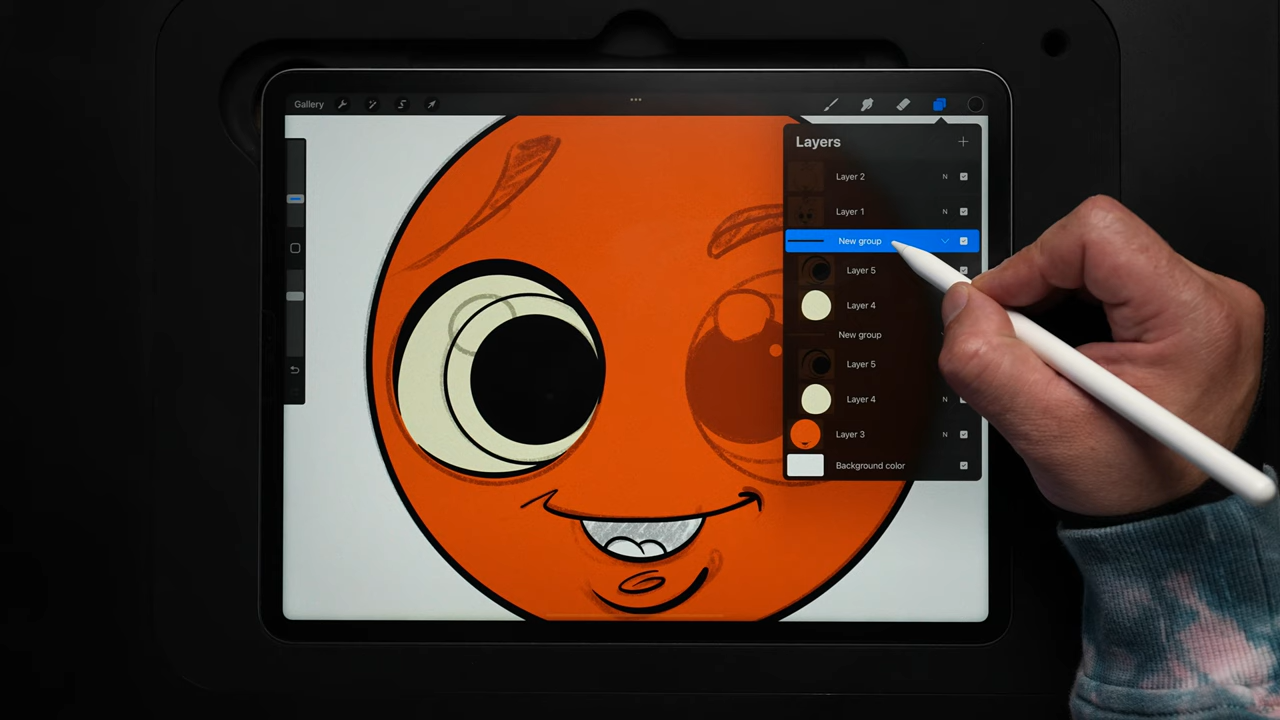 Gallery
Layers
Layer 2 N
Layer 1 N
New group
Layer 5
Layer 4
New group
Layer 5
Layer 4 N
Layer 3 N
Background color